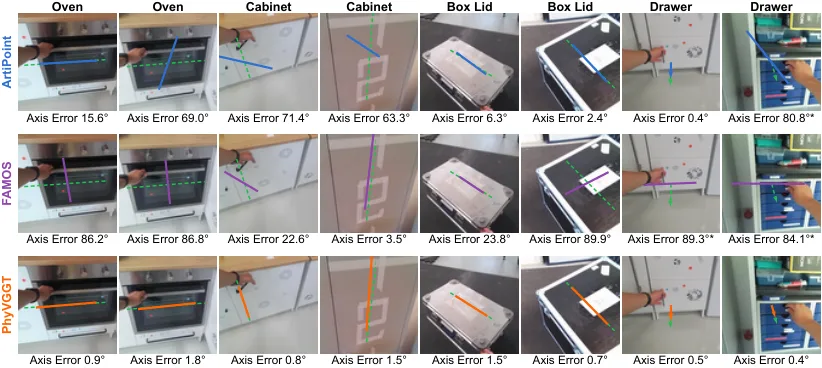 Oven Oven Cabinet Cabinet Box Lid Box Lid Drawer Drawer
ArtiPoint
Axis Error 15.6° Axis Error 69.0° Axis Error 71.4° Axis Error 63.3° Axis Error 6.3° Axis Error 2.4° Axis Error 0.4° Axis Error 80.8°*
FAMOS
Axis Error 86.2° Axis Error 86.8° Axis Error 22.6° Axis Error 3.5° Axis Error 23.8° Axis Error 89.9° Axis Error 89.3°* Axis Error 84.1°*
PhyVGGT
Axis Error 0.9° Axis Error 1.8° Axis Error 0.8° Axis Error 1.5° Axis Error 1.5° Axis Error 0.7° Axis Error 0.5° Axis Error 0.4°